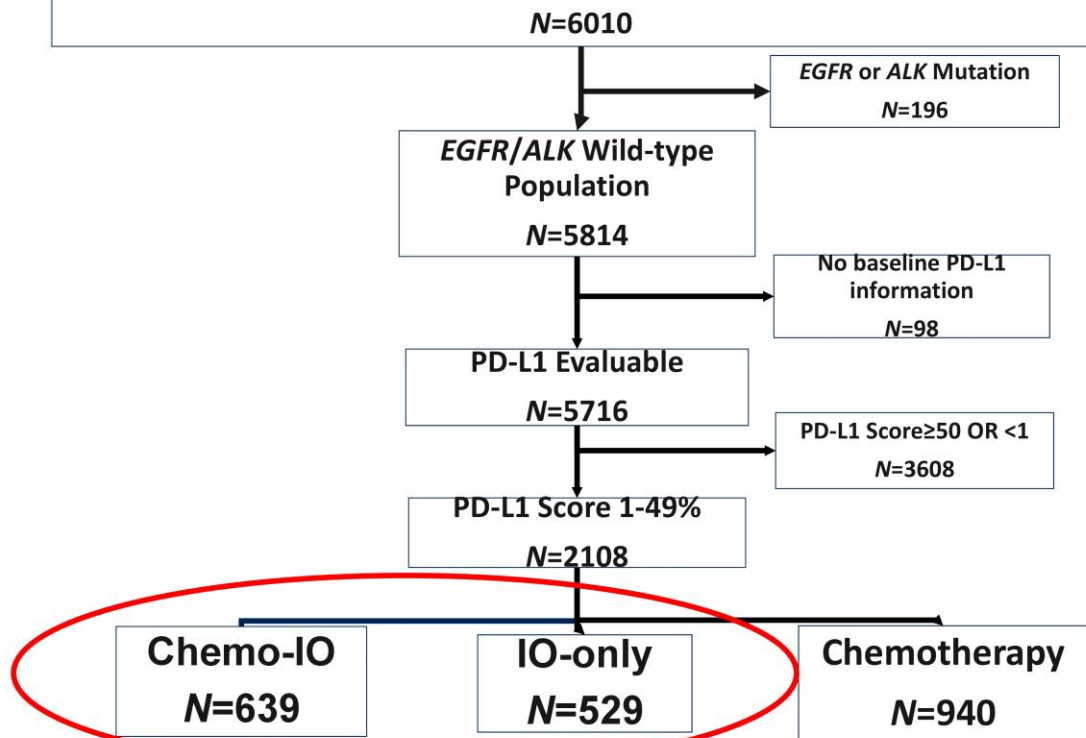 N=6010
EGFR or ALK Mutation
N=196
EGFR/ALK Wild-type
Population
N=5814
No baseline PD-L1
information
N=98
PD-L1 Evaluable
N=5716
PD-L1 Score≥50 OR <1
N=3608
PD-L1 Score 1-49%
N=2108
Chemo-IO
N=639
IO-only
N=529
Chemotherapy
N=940